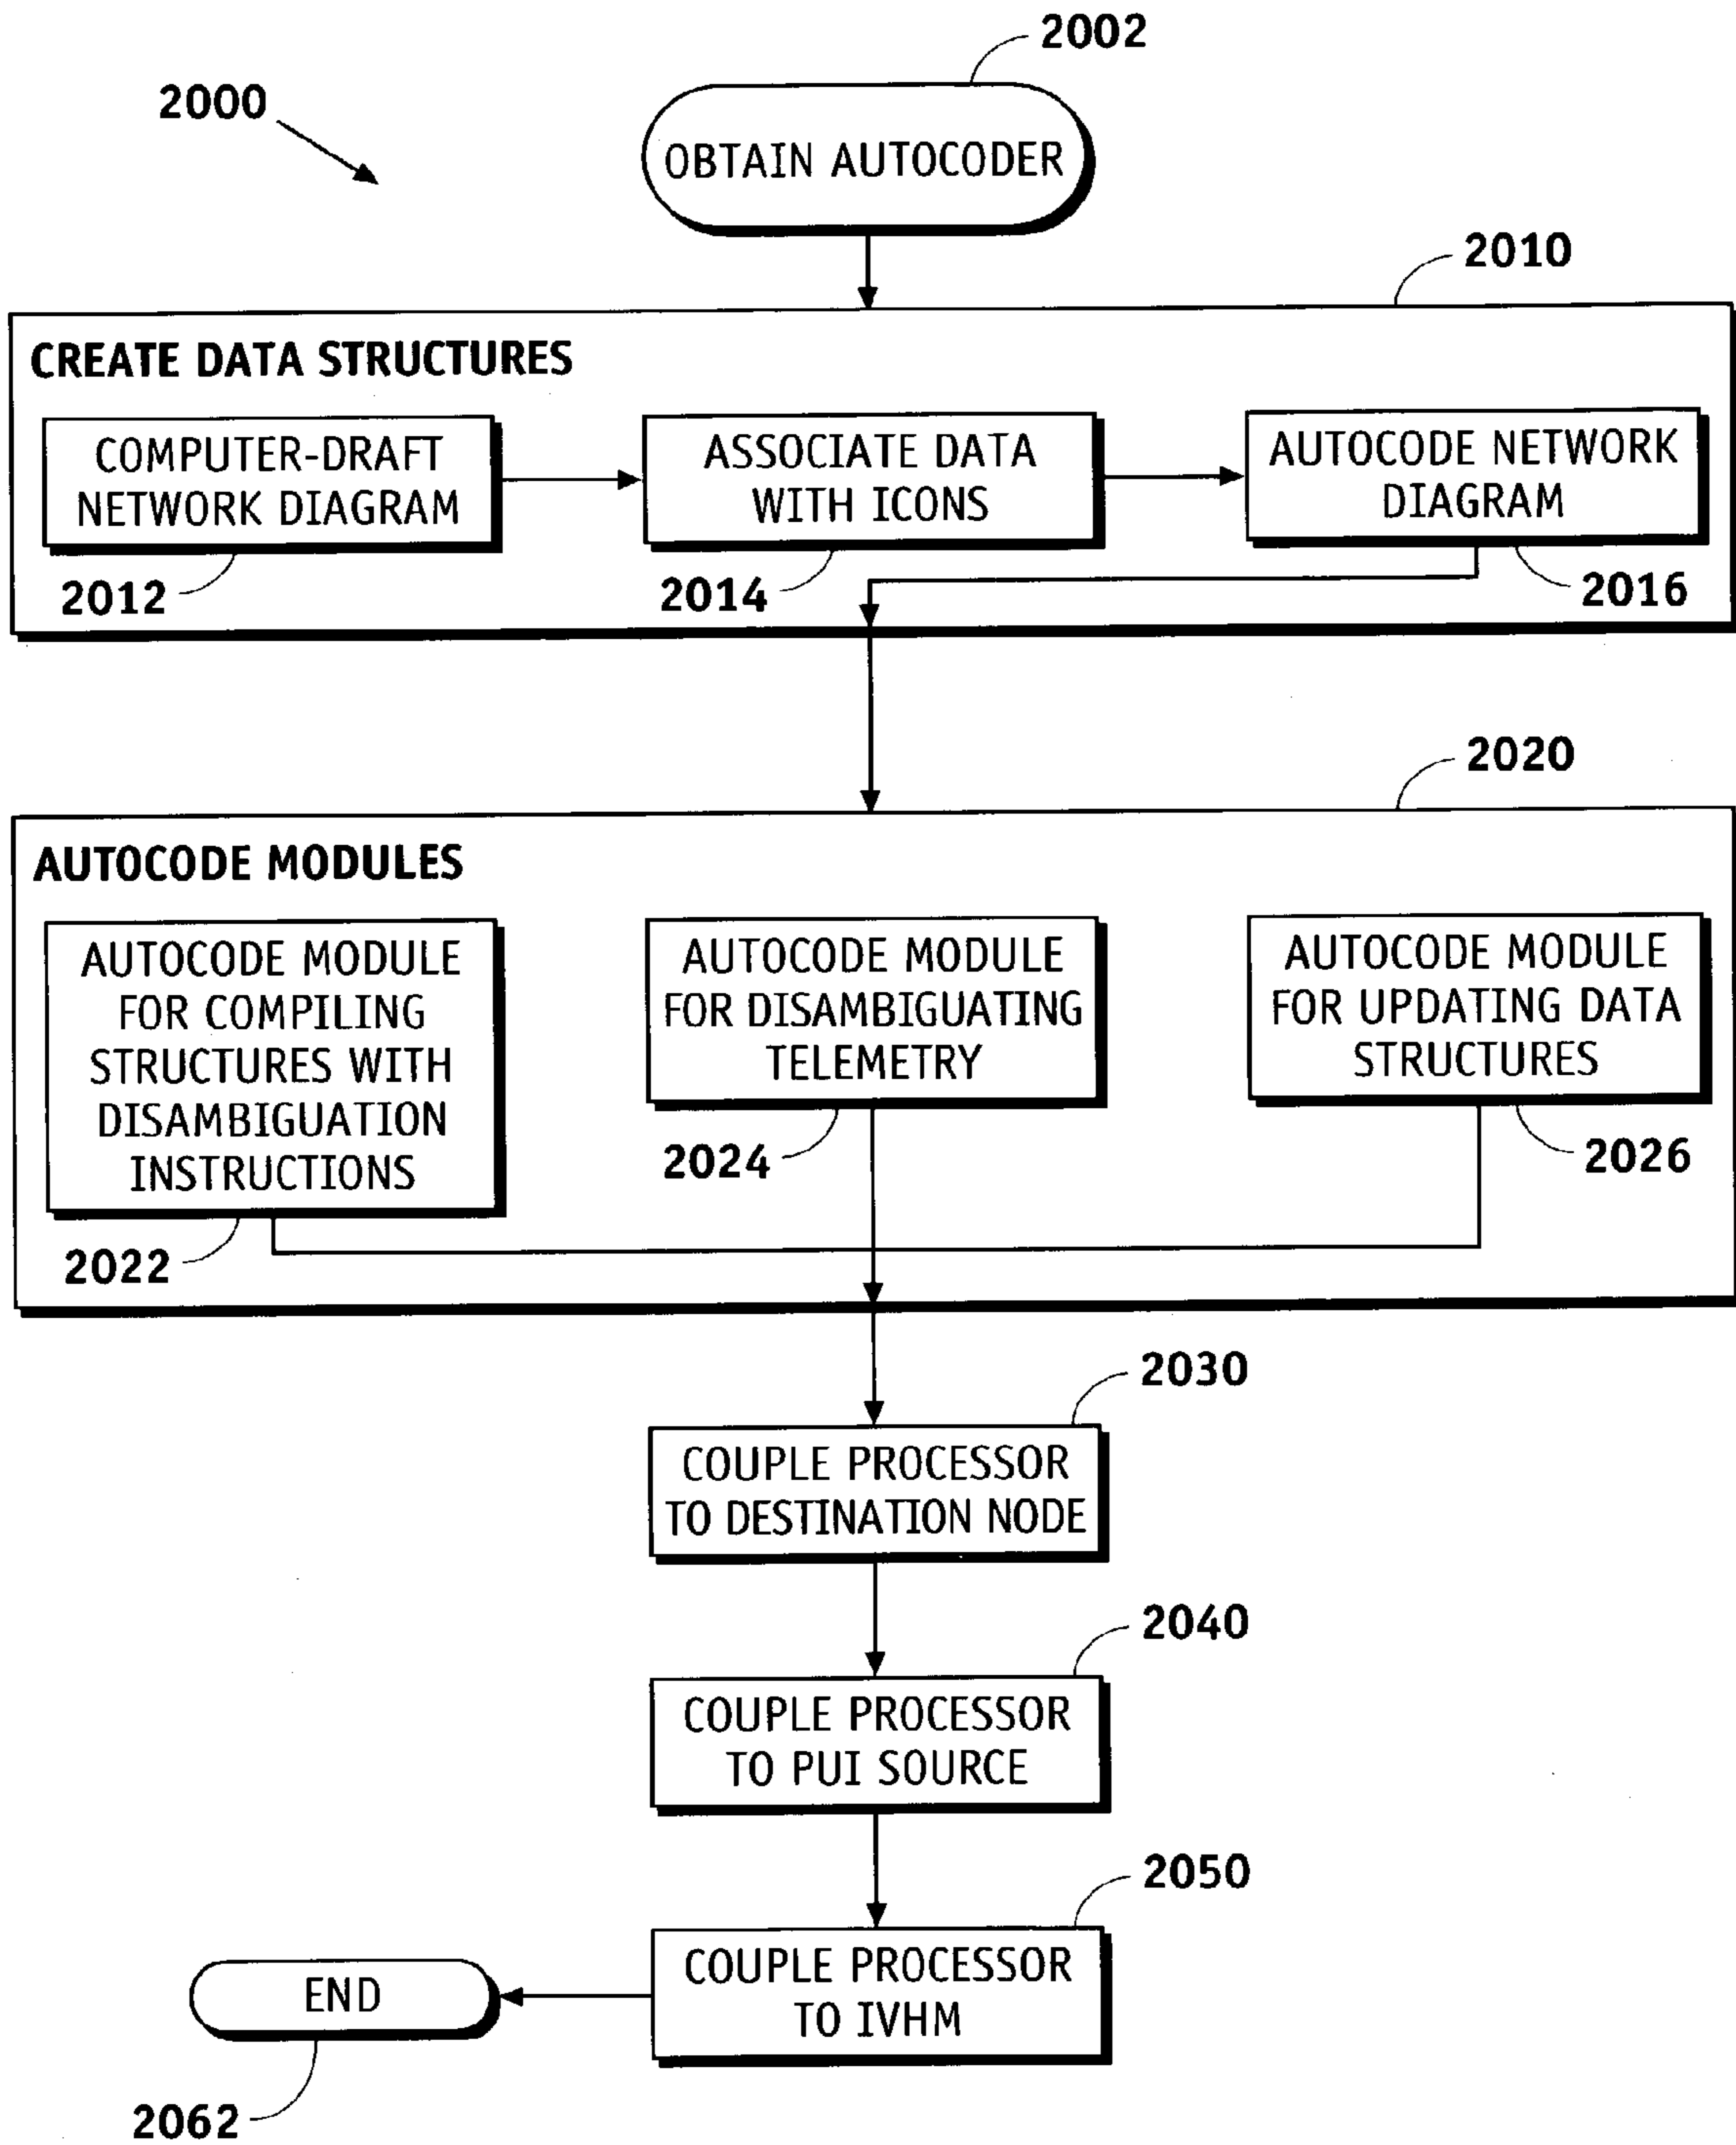 2002
2000
OBTAIN AUTOCODER
2010
CREATE DATA STRUCTURES
COMPUTER-DRAFT
NETWORK DIAGRAM
ASSOCIATE DATA
WITH ICONS
AUTOCODE NETWORK
DIAGRAM
2012
2014
2016
2020
AUTOCODE MODULES
AUTOCODE MODULE
FOR COMPILING
STRUCTURES WITH
DISAMBIGUATION
INSTRUCTIONS
AUTOCODE MODULE
FOR DISAMBIGUATING
TELEMETRY
AUTOCODE MODULE
FOR UPDATING DATA
STRUCTURES
2022
2024
2026
2030
COUPLE PROCESSOR
TO DESTINATION NODE
2040
COUPLE PROCESSOR
TO PUI SOURCE
2050
COUPLE PROCESSOR
TO IVHM
END
2062